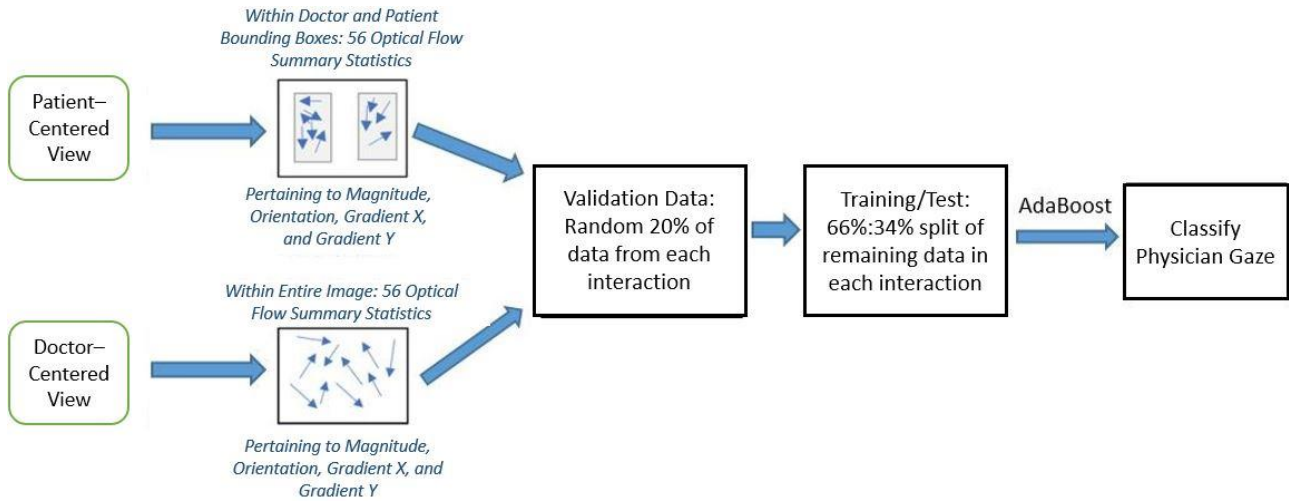 Within Doctor and Patient
Bounding Boxes: 56 Optical Flow
Summary Statistics
Patient–
Centered
View
Pertaining to Magnitude,
Orientation, Gradient X,
and Gradient Y
Within Entire Image: 56 Optical
Flow Summary Statistics
Doctor–
Centered
View
Pertaining to Magnitude,
Orientation, Gradient X, and
Gradient Y
Validation Data:
Random 20% of
data from each
interaction
Training/Test:
66%:34% split of
remaining data in
each interaction
AdaBoost
Classify
Physician Gaze